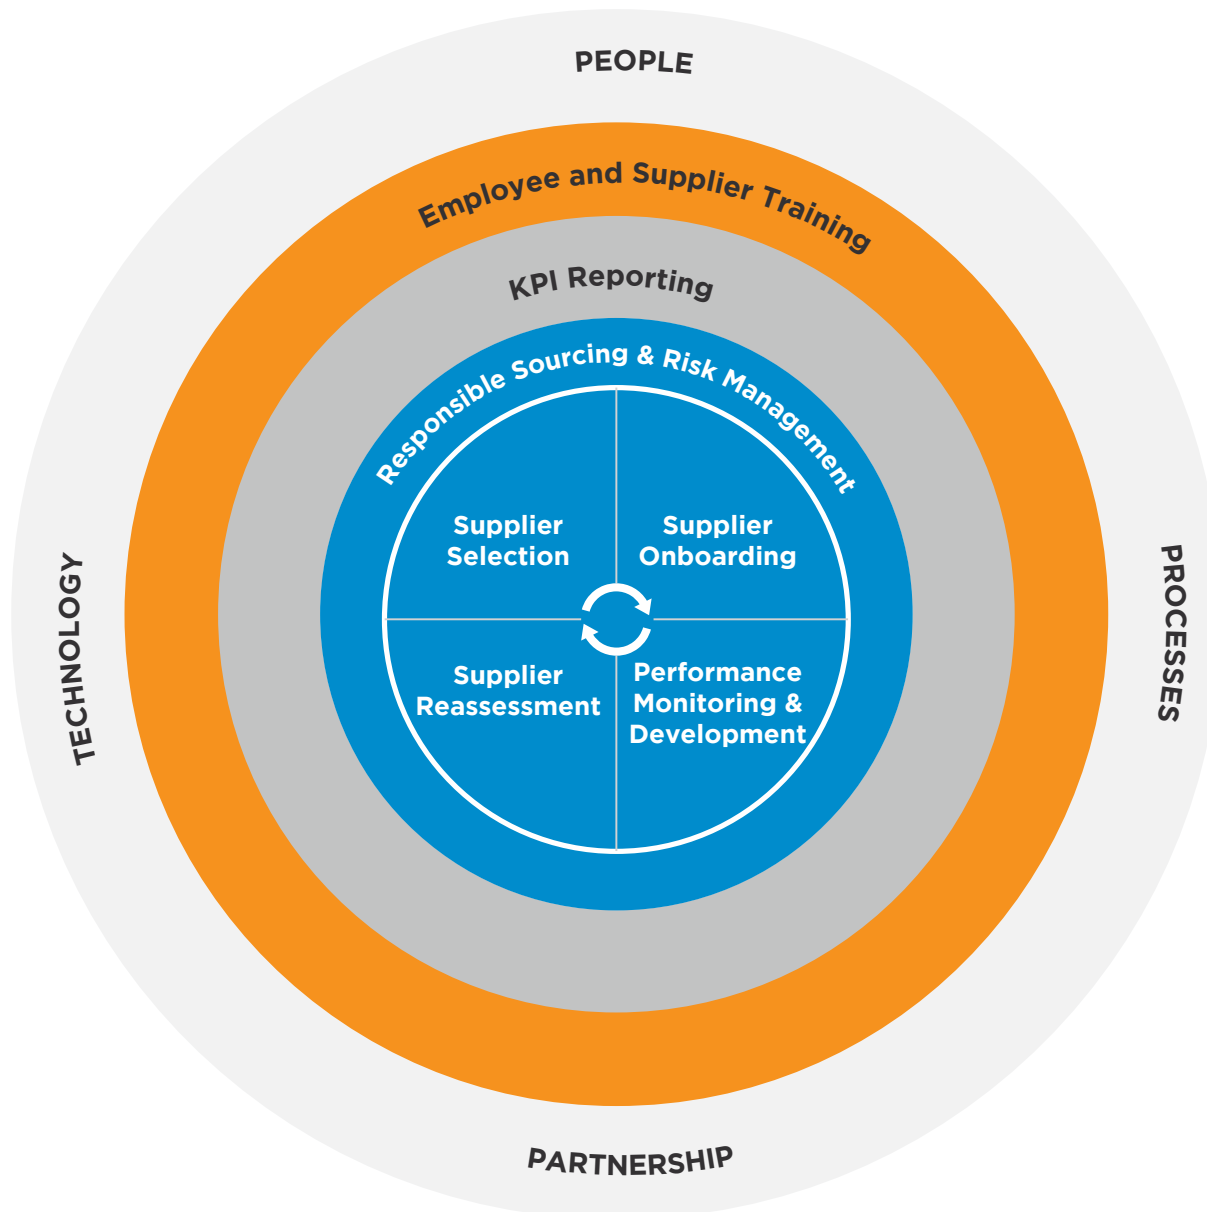 PEOPLE
Employee and Supplier Training
KPI Reporting
Responsible Sourcing & Risk Management
Supplier
Selection
Supplier
Onboarding
Supplier
Reassessment
Performance
Monitoring &
Development
TECHNOLOGY
PROCESSES
PARTNERSHIP